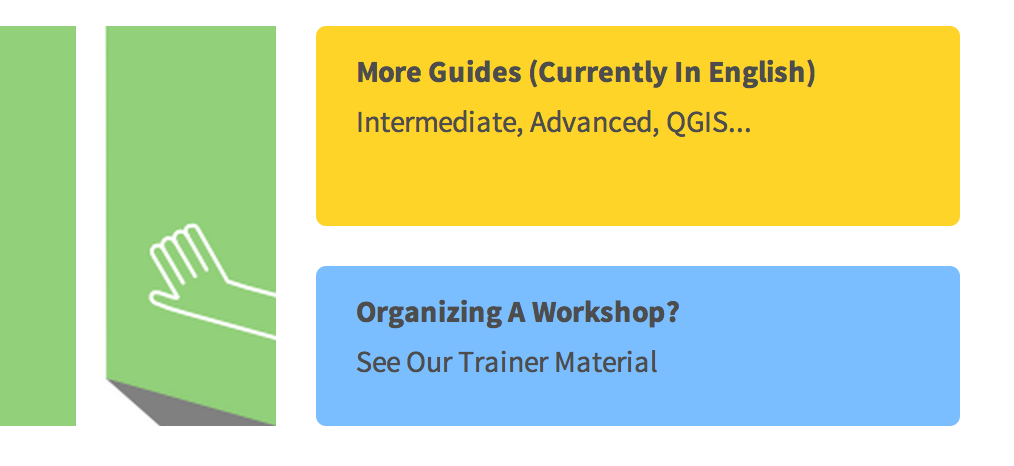 More Guides (Currently In English)
Intermediate, Advanced, QGIS...
Organizing A Workshop?
See Our Trainer Material